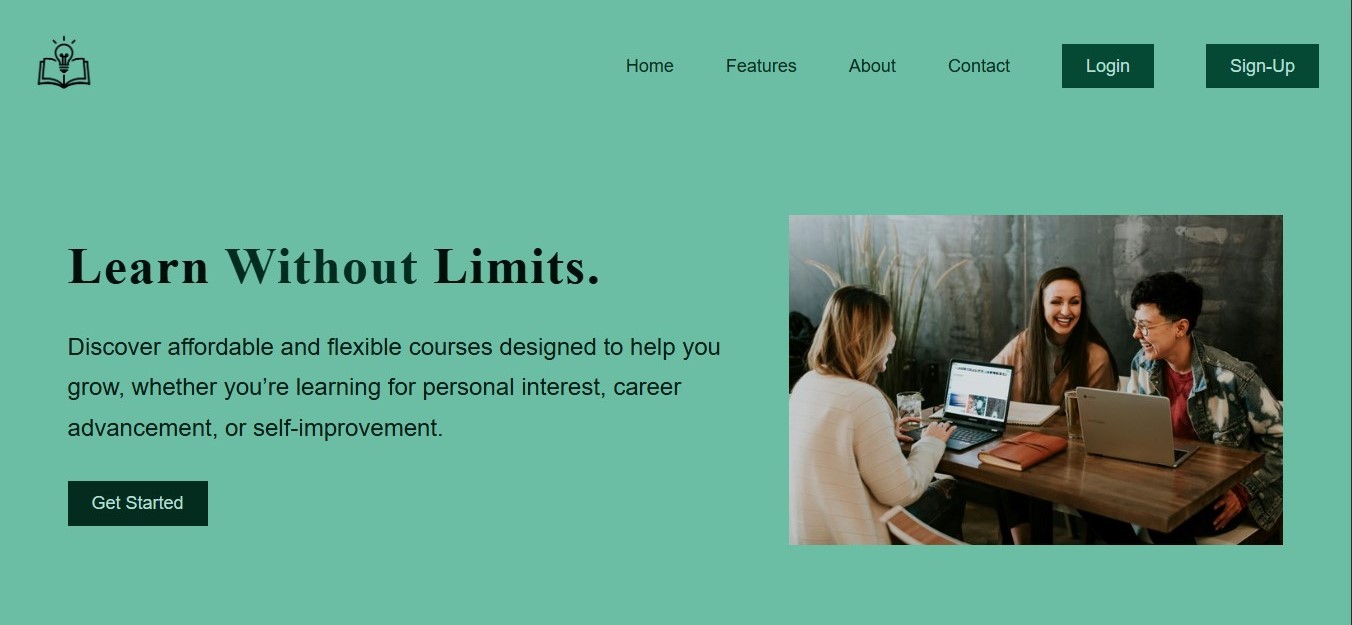 Home Features About Contact Login Sign-Up
Learn Without Limits.
Discover affordable and flexible courses designed to help you
grow, whether you’re learning for personal interest, career
advancement, or self-improvement.
Get Started